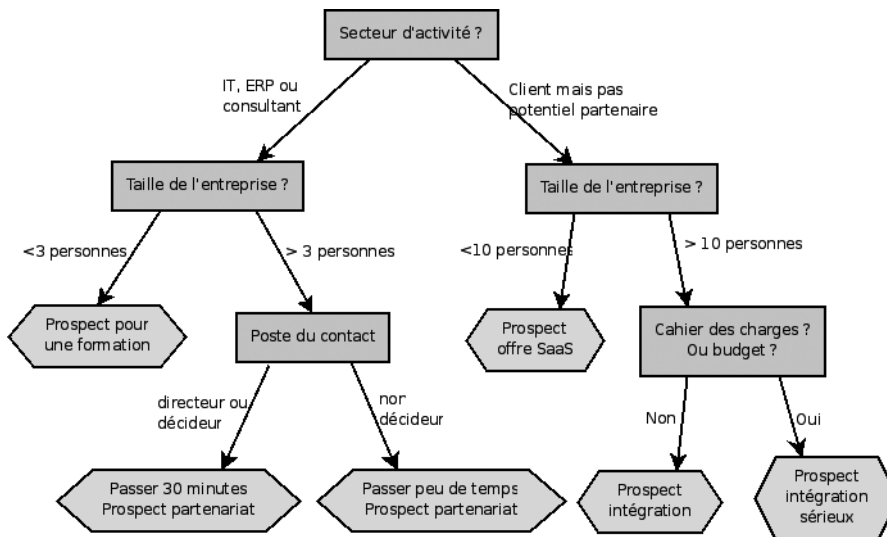 Secteur d'activité ?
IT, ERP ou
consultant
Client mais pas
potentiel partenaire
Taille de l'entreprise ?
Taille de l'entreprise ?
<3 personnes
> 3 personnes
<10 personnes
> 10 personnes
Prospect pour
une formation
Poste du contact
Prospect
offre SaaS
Cahier des charges ?
Ou budget ?
directeur ou
décideur
non
décideur
Non
Oui
Passer 30 minutes
Prospect partenariat
Passer peu de temps
Prospect partenariat
Prospect
intégration
Prospect
intégration
sérieux